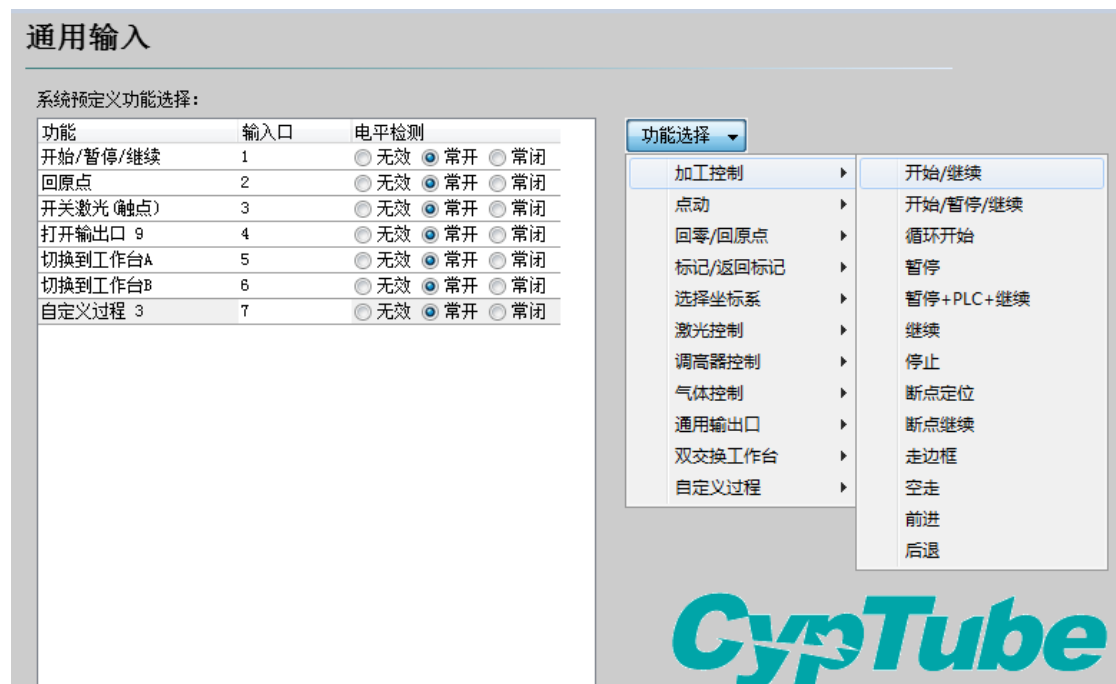 通用输入
系统预定义功能选择：
功能 输入口 电平检测
开始/暂停/继续 1 无效 常开 常闭
回原点 2 无效 常开 常闭
开关激光(触点) 3 无效 常开 常闭
打开输出口 9 4 无效 常开 常闭
切换到工作台A 5 无效 常开 常闭
切换到工作台B 6 无效 常开 常闭
自定义过程 3 7 无效 常开 常闭
功能选择
加工控制
点动
回零/回原点
标记/返回标记
选择坐标系
激光控制
调高器控制
气体控制
通用输出口
双交换工作台
自定义过程
开始/继续
开始/暂停/继续
循环开始
暂停
暂停+PLC+继续
继续
停止
断点定位
断点继续
走边框
空走
前进
后退
CypTube